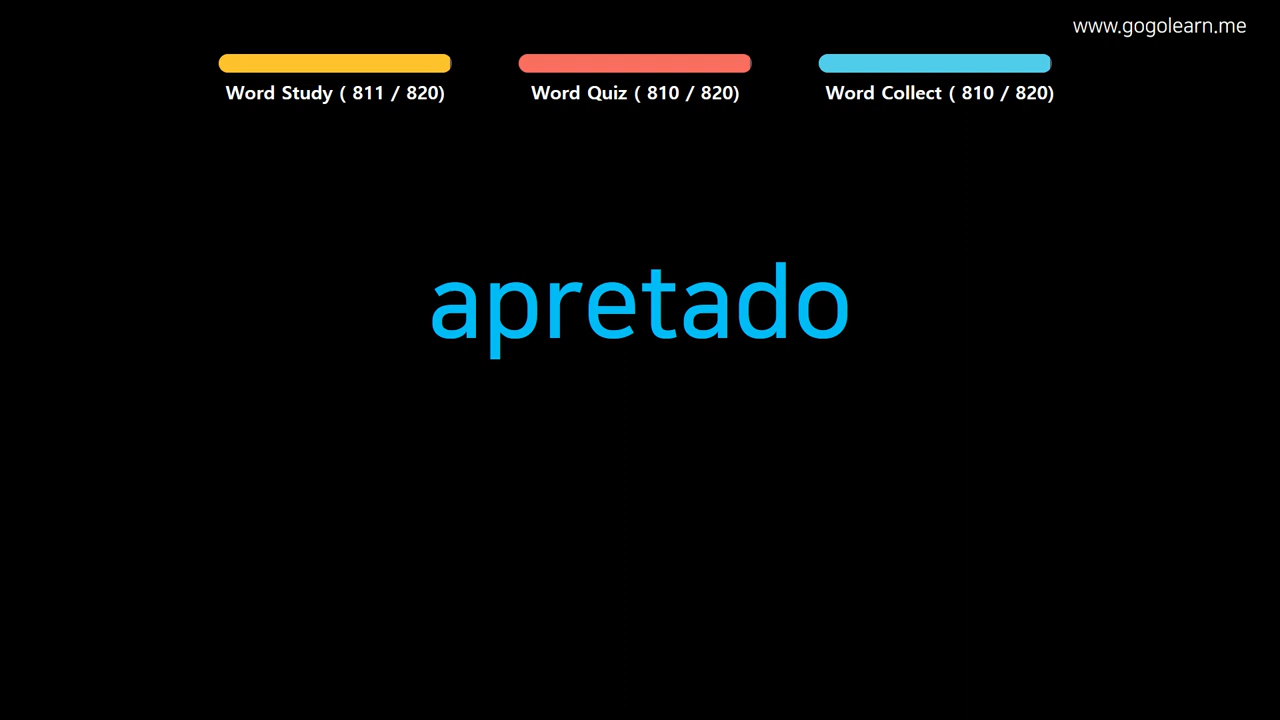 www.gogolearn.me
Word Study ( 811 / 820)
Word Quiz ( 810 / 820)
Word Collect ( 810 / 820)
apretado